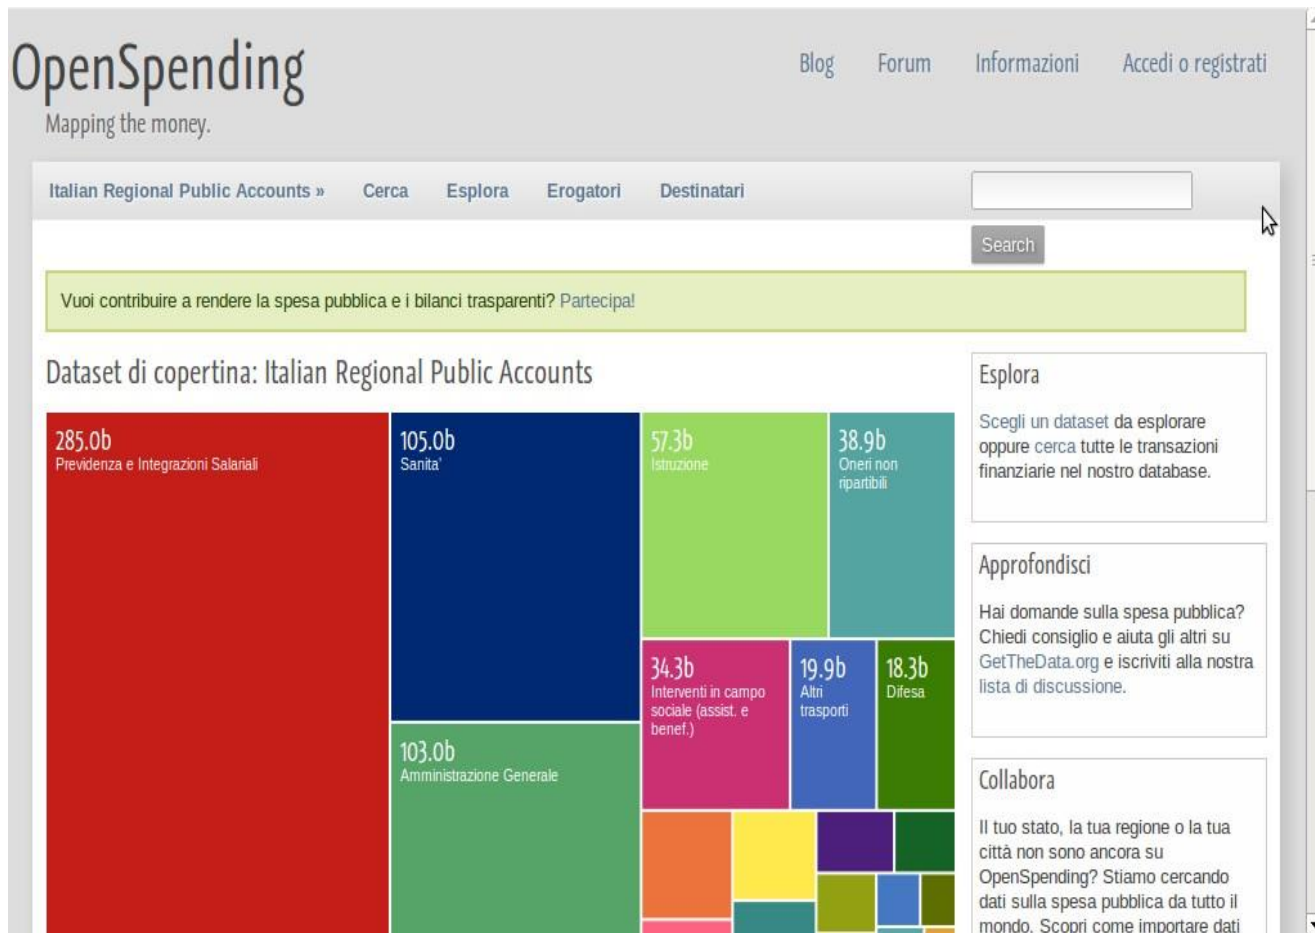 OpenSpending
Mapping the money.
Blog Forum Informazioni Accedi o registrati
Italian Regional Public Accounts » Cerca Esplora Erogatori Destinatari
Search
Vuoi contribuire a rendere la spesa pubblica e i bilanci trasparenti? Partecipa!
Dataset di copertina: Italian Regional Public Accounts
285.0b
Previdenza e Integrazioni Salariali
105.0b
Sanita'
103.0b
Amministrazione Generale
57.3b
Istruzione
38.9b
Oneri non
ripartibili
34.3b
Interventi in campo
sociale (assist. e
benef.)
19.9b
Altri
trasporti
18.3b
Difesa
Esplora
Scegli un dataset da esplorare
oppure cerca tutte le transazioni
finanziarie nel nostro database.
Approfondisci
Hai domande sulla spesa pubblica?
Chiedi consiglio e aiuta gli altri su
GetTheData.org e iscriviti alla nostra
lista di discussione.
Collabora
Il tuo stato, la tua regione o la tua
città non sono ancora su
OpenSpending? Stiamo cercando
dati sulla spesa pubblica da tutto il
mondo. Scopri come importare dati